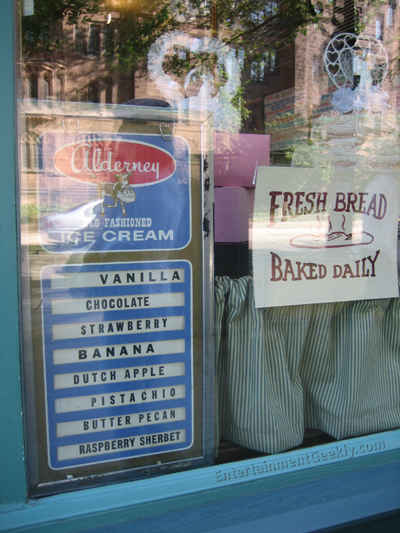 Alderney
OLD FASHIONED
ICE CREAM
VANILLA
CHOCOLATE
STRAWBERRY
BANANA
DUTCH APPLE
PISTACHIO
BUTTER PECAN
RASPBERRY SHERBET
FRESH BREAD
BAKED DAILY
EntertainmentGeekly.com